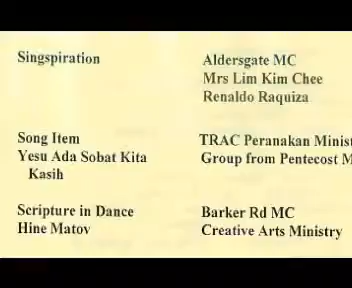 Singspiration Aldersgate MC
Mrs Lim Kim Chee
Renaldo Raquiza
Song Item TRAC Peranakan
Yesu Ada Sobat Kita Group from Pentecost
Kasih
Scripture in Dance Barker Rd MC
Hine Matov Creative Arts Ministry